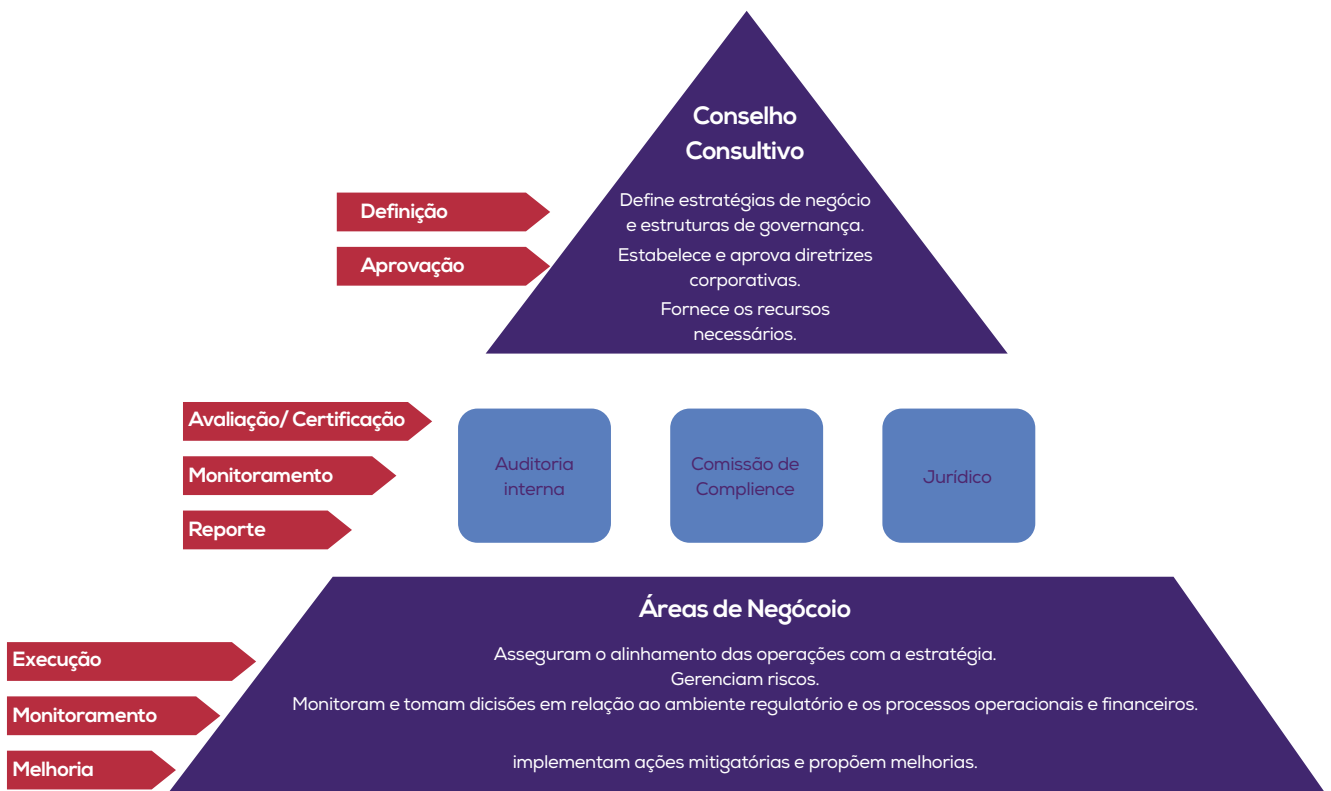 Conselho
Consultivo
Definição
Aprovação
Define estratégias de negócio
e estruturas de governança.
Estabelece e aprova diretrizes
corporativas.
Fornece os recursos
necessários.
Avaliação/ Certificação
Monitoramento
Reporte
Auditoria
interna
Comissão de
Complience
Jurídico
Áreas de Negócoio
Execução
Monitoramento
Melhoria
Asseguram o alinhamento das operações com a estratégia.
Gerenciam riscos.
Monitoram e tomam dicisões em relação ao ambiente regulatório e os processos operacionais e financeiros.
implementam ações mitigatórias e propõem melhorias.